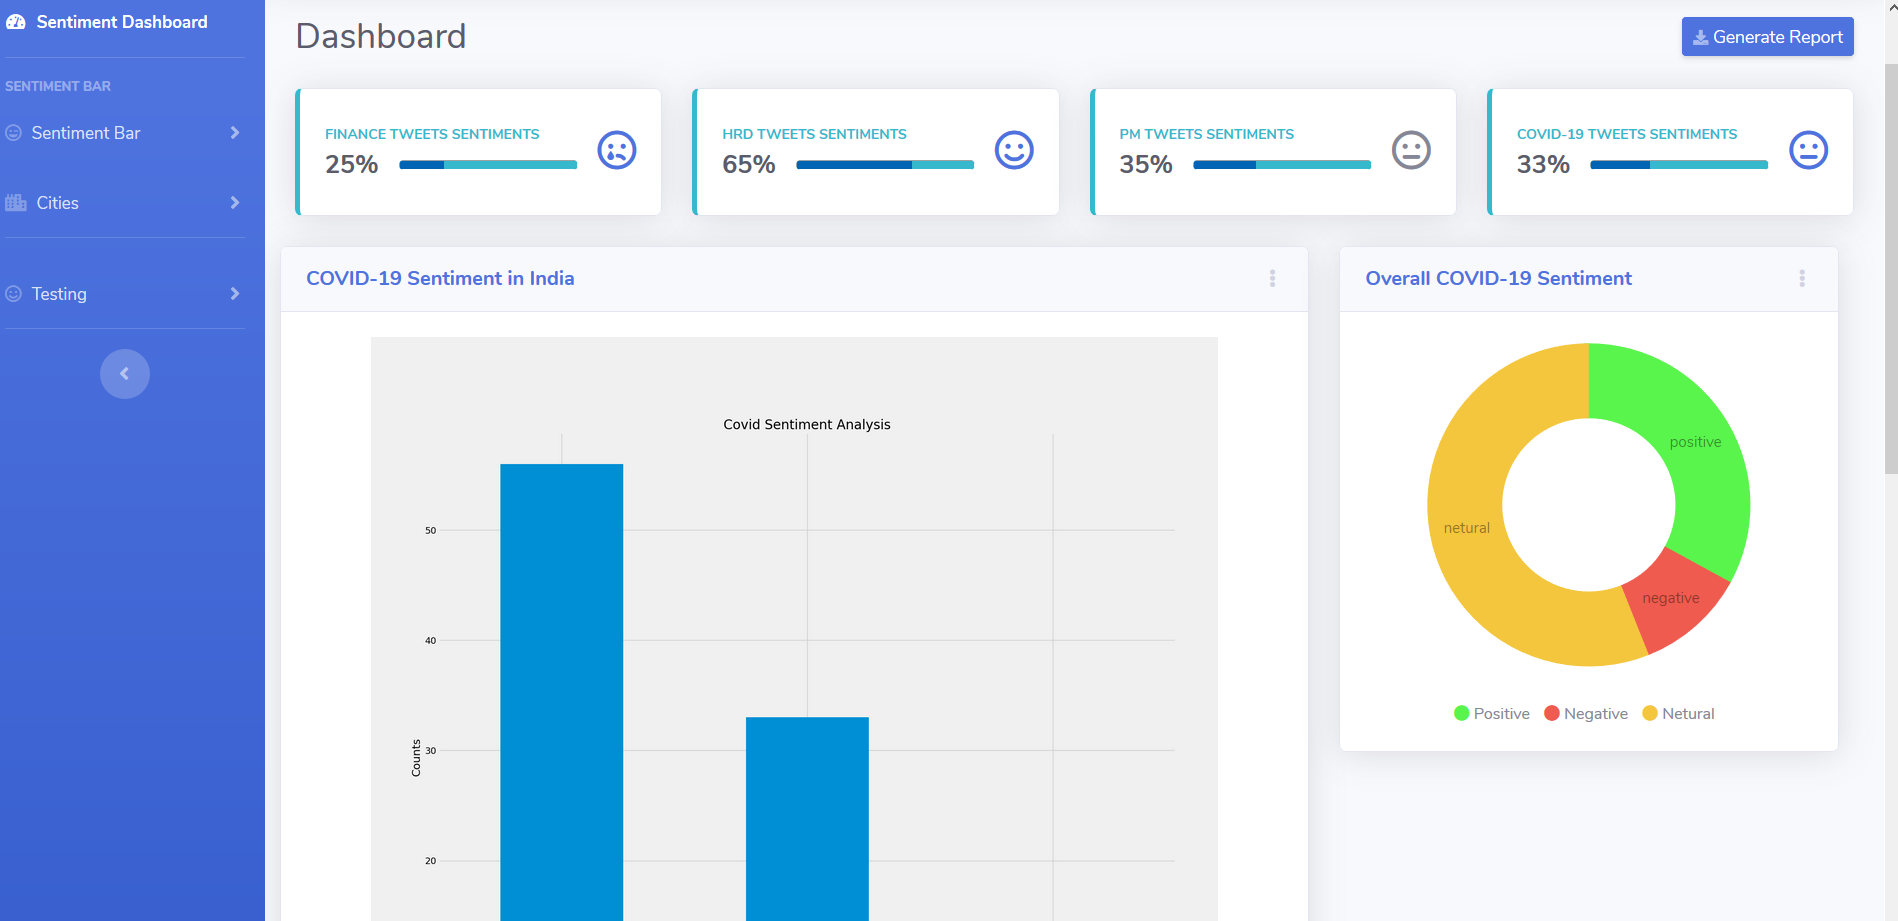 Sentiment Dashboard
SENTIMENT BAR
Sentiment Bar
Cities
Testing
Dashboard
Generate Report
FINANCE TWEETS SENTIMENTS
25%
HRD TWEETS SENTIMENTS
65%
PM TWEETS SENTIMENTS
35%
COVID-19 TWEETS SENTIMENTS
33%
COVID-19 Sentiment in India
Covid Sentiment Analysis
50
40
30
20
Counts
Overall COVID-19 Sentiment
positive
netural
negative
Positive Negative Netural